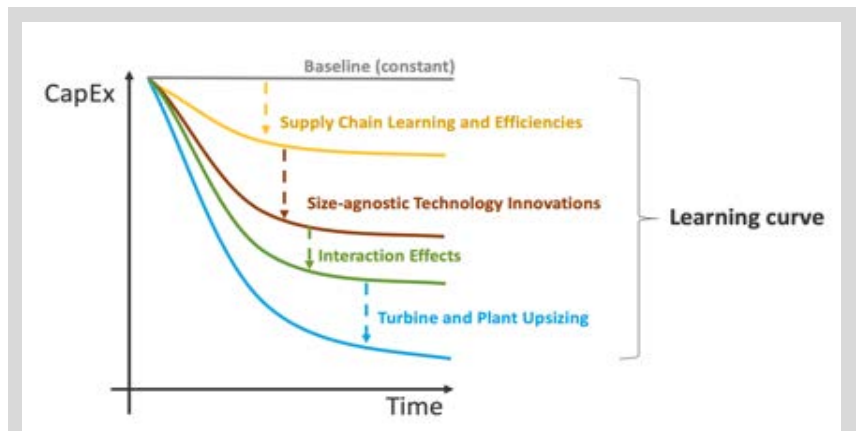 Baseline (constant)
CapEx
Supply Chain Learning and Efficiencies
Size-agnostic Technology Innovations
Learning curve
Interaction Effects
Turbine and Plant Upsizing
Time